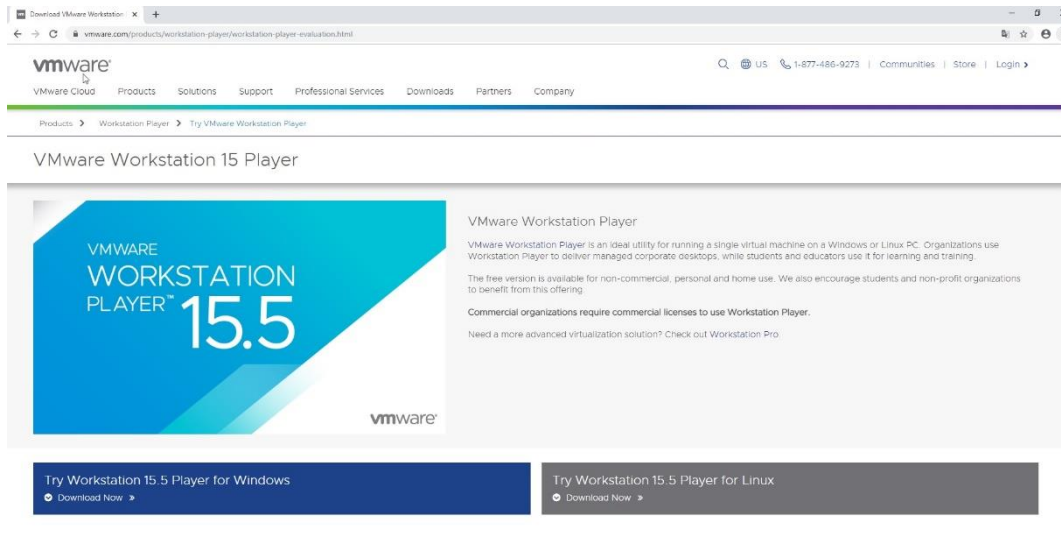 Download VMware Workstation
vmware.com/products/workstation-player/workstation-player-evaluation.html
vmware
US 1-877-486-9273 | Communities | Store | Login
VMware Cloud Products Solutions Support Professional Services Downloads Partners Company
Products Workstation Player Try VMware Workstation Player
VMware Workstation 15 Player
VMWARE
WORKSTATION
PLAYER™ 15.5
vmware
VMware Workstation Player
VMware Workstation Player is an ideal utility for running a single virtual machine on a Windows or Linux PC. Organizations use
Workstation Player to deliver managed corporate desktops, while students and educators use it for learning and training.
The free version is available for non-commercial, personal and home use. We also encourage students and non-profit organizations
to benefit from this offering.
Commercial organizations require commercial licenses to use Workstation Player.
Need a more advanced virtualization solution? Check out Workstation Pro
Try Workstation 15.5 Player for Windows
Download Now »
Try Workstation 15.5 Player for Linux
Download Now »